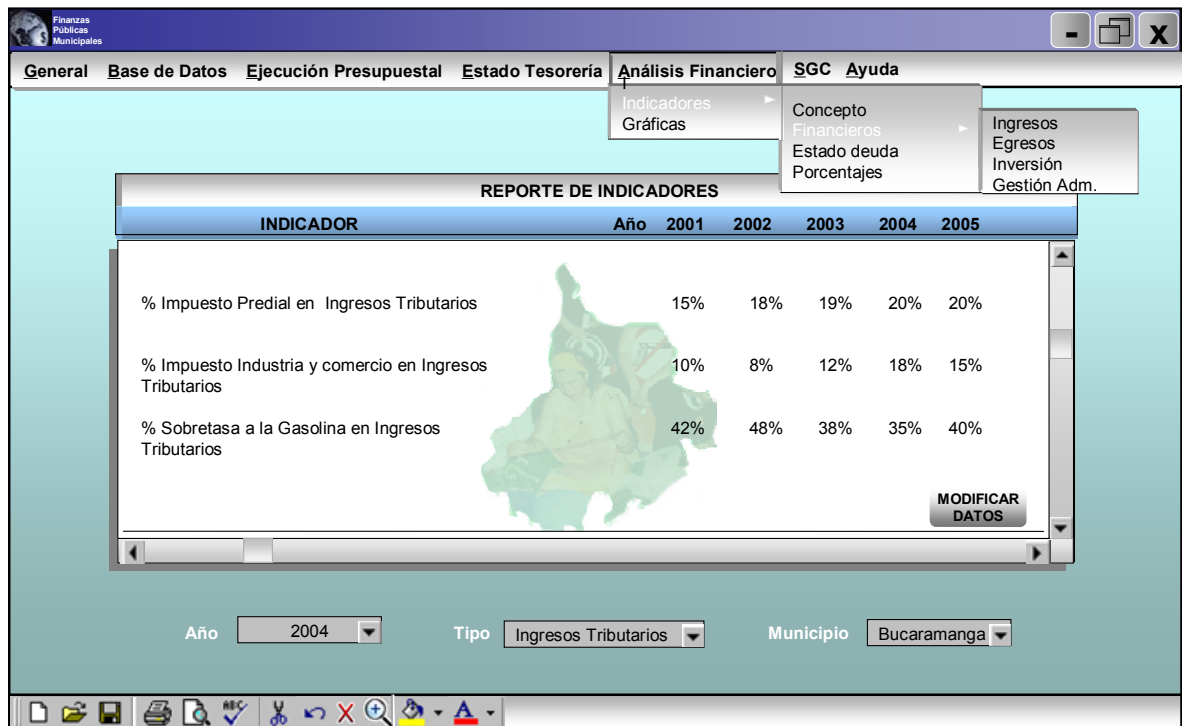 Finanzas
Públicas
Municipales
- x
General Base de Datos Ejecución Presupuestal Estado Tesorería Análisis Financiero SGC Ayuda
Indicadores
Gráficas
Concepto
Financieros
Estado deuda
Porcentajes
Ingresos
Egresos
Inversión
Gestión Adm.
REPORTE DE INDICADORES
INDICADOR Año 2001 2002 2003 2004 2005
% Impuesto Predial en Ingresos Tributarios 15% 18% 19% 20% 20%
% Impuesto Industria y comercio en Ingresos 10% 8% 12% 18% 15%
Tributarios
% Sobretasa a la Gasolina en Ingresos 42% 48% 38% 35% 40%
Tributarios
MODIFICAR
DATOS
Año 2004 Tipo Ingresos Tributarios Municipio Bucaramanga
ABC
A